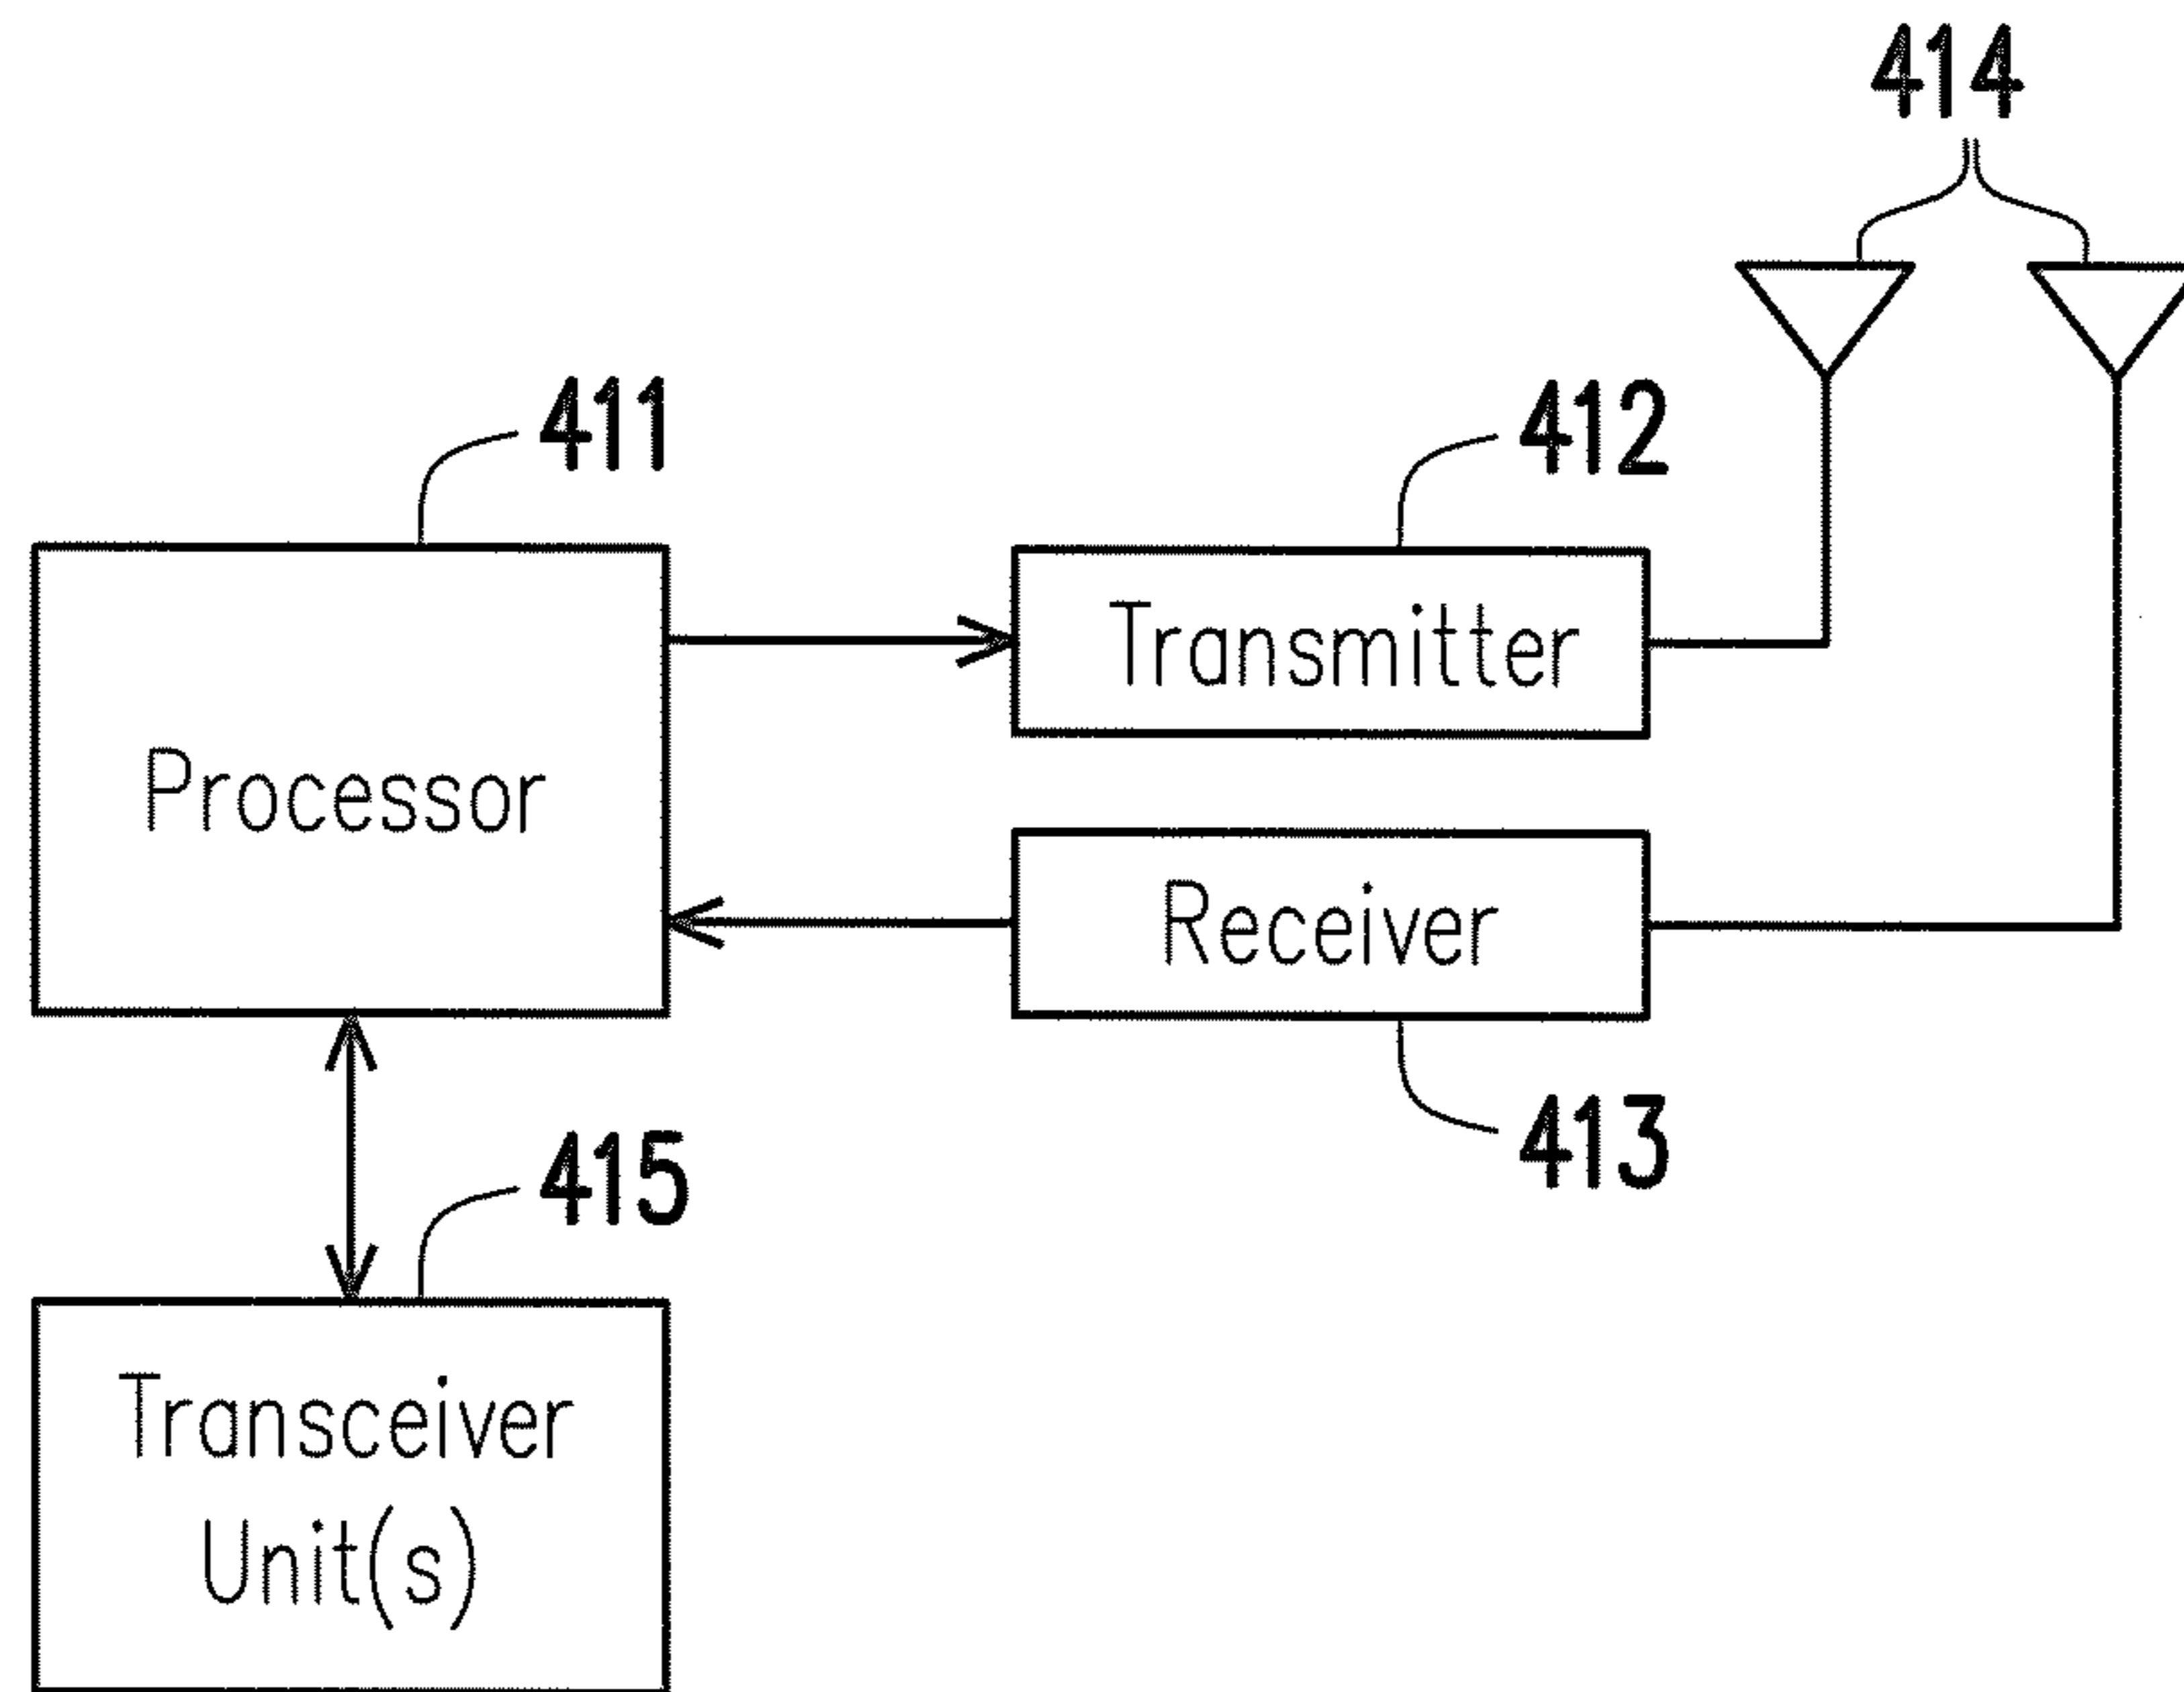 414
411
412
Transmitter
Processor
Receiver
413
415
Transceiver
Unit(s)